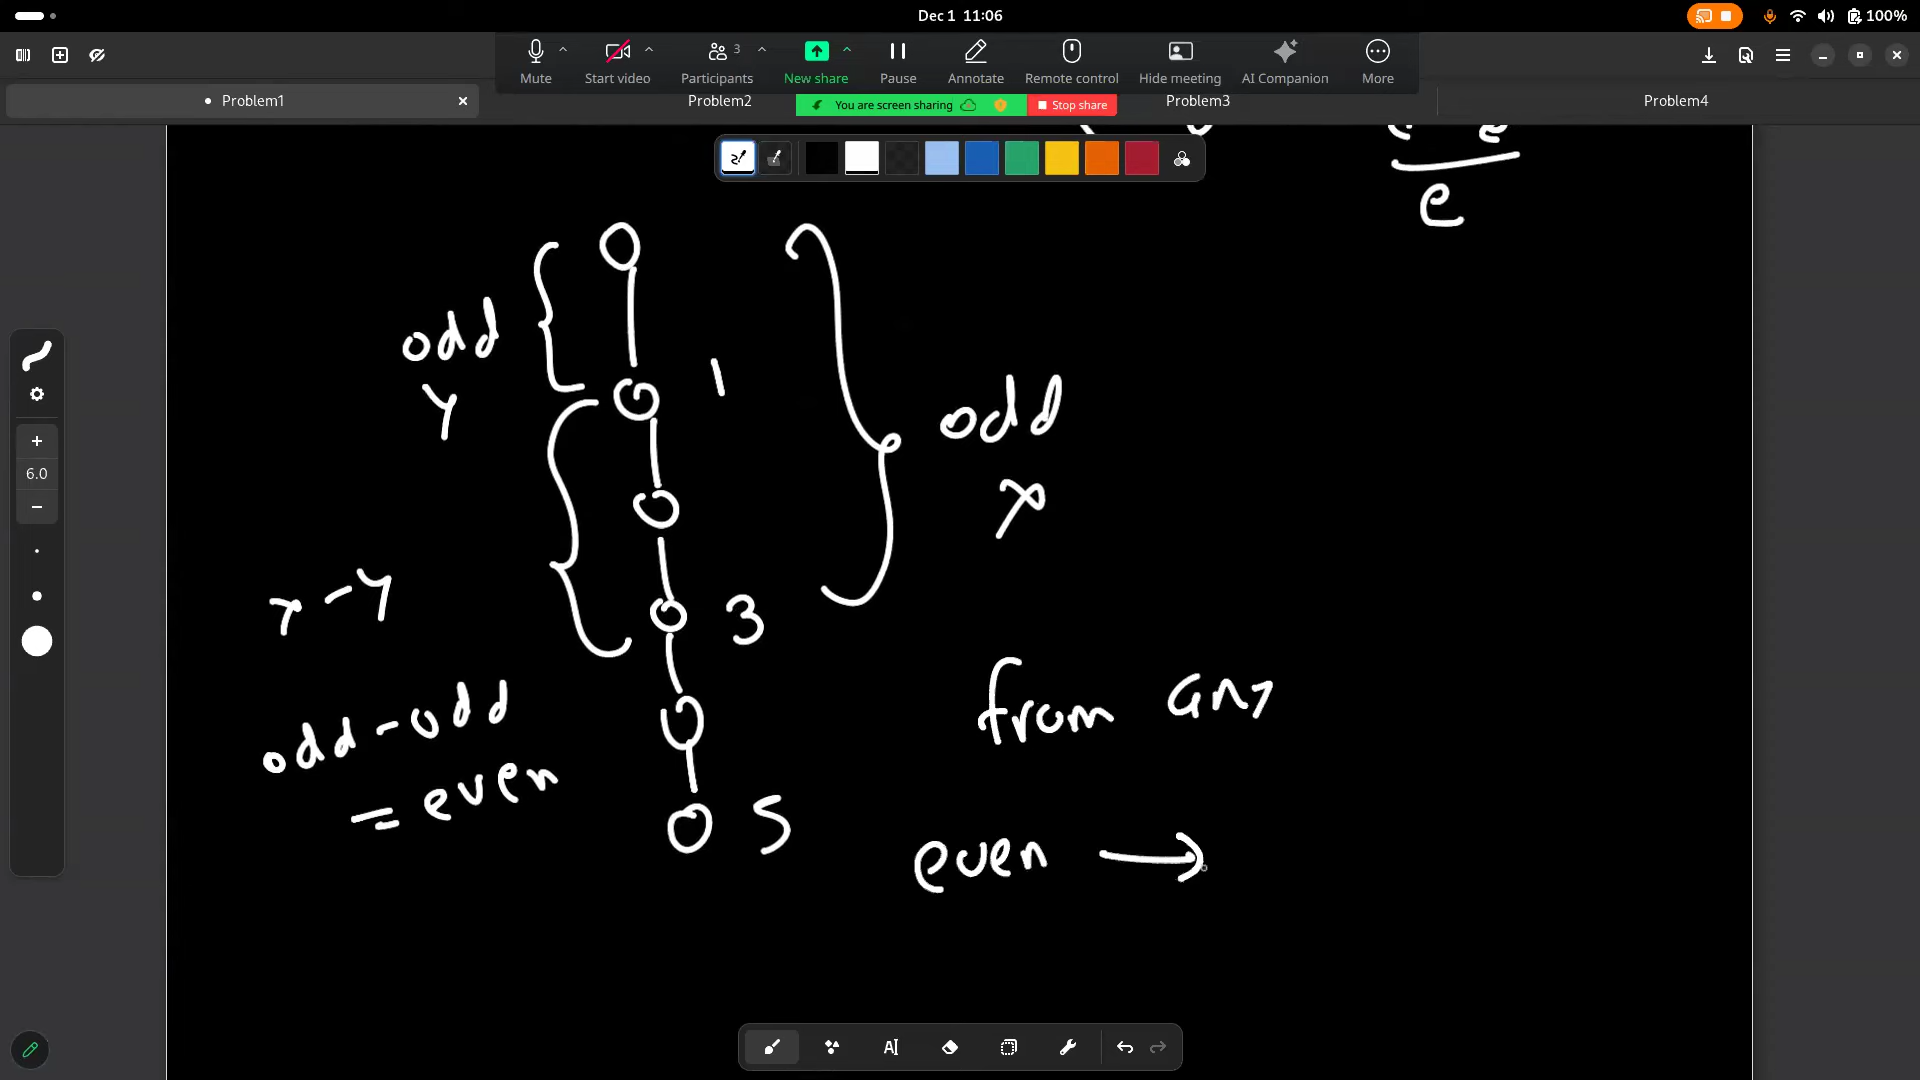 Dec 1 11:06
100%
Mute
Start video
3
Participants
New share
Pause
Annotate
Remote control
Hide meeting
AI Companion
More
Problem1
Problem2
You are screen sharing
Stop share
Problem3
Problem4
e
odd
y
1
odd
x
6.0
x-y
3
from any
odd-odd
= even
5
even →